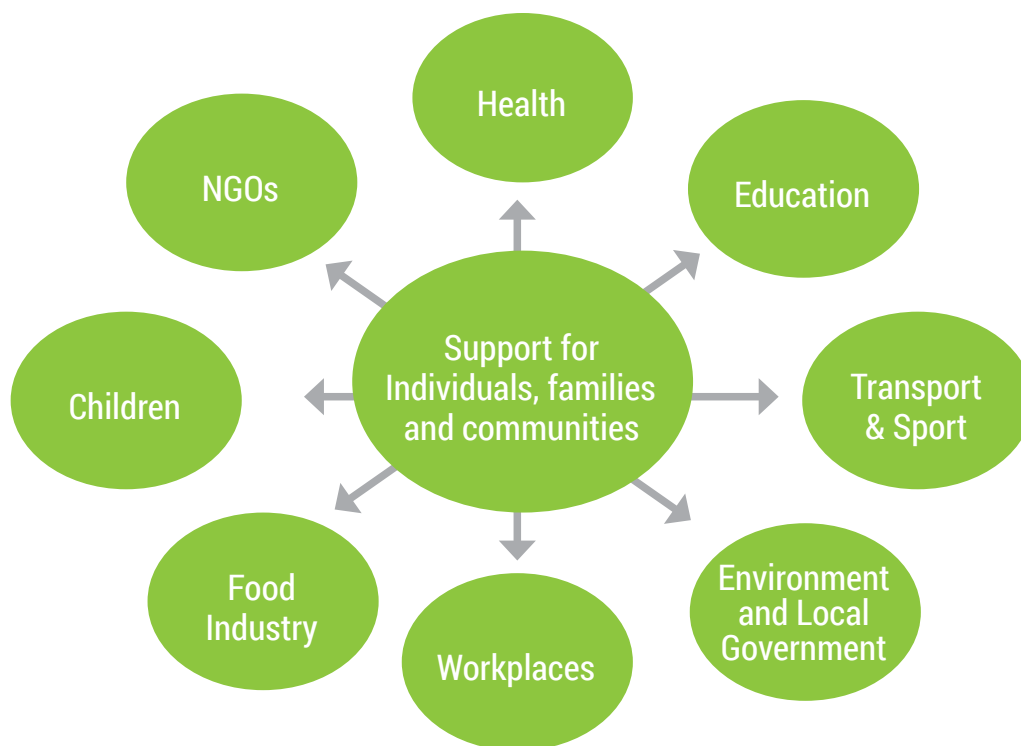 Health
NGOs
Education
Support for
Individuals, families
and communities
Children
Transport
& Sport
Food
Industry
Workplaces
Environment
and Local
Government